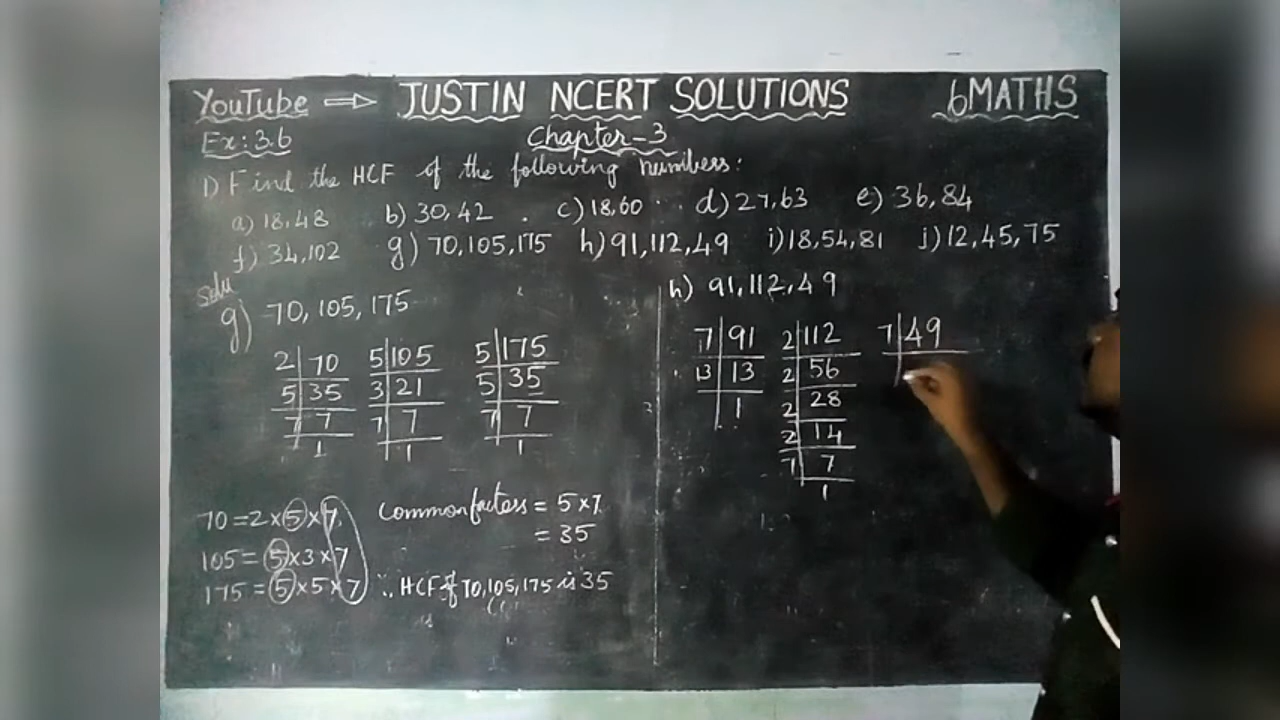 YouTube ⇒ JUSTIN NCERT SOLUTIONS 6 MATHS
Ex: 3.6 Chapter-3
1) Find the HCF of the following numbers:
a) 18,48 b) 30,42 c) 18,60 d) 27,63 e) 36,84
f) 34,102 g) 70,105,175 h) 91,112,49 i) 18,54,81 j) 12,45,75
Solu
g) 70, 105, 175
2 | 70
5 | 35
7 | 7
1
5 | 105
3 | 21
7 | 7
1
5 | 175
5 | 35
7 | 7
1
70 = 2 × 5 × 7
105 = 5 × 3 × 7
175 = 5 × 5 × 7
Common factors = 5 × 7
= 35
∴ HCF of 70,105,175 is 35
h) 91,112,49
7 | 91
13 | 13
1
2 | 112
2 | 56
2 | 28
2 | 14
7 | 7
1
7 | 49